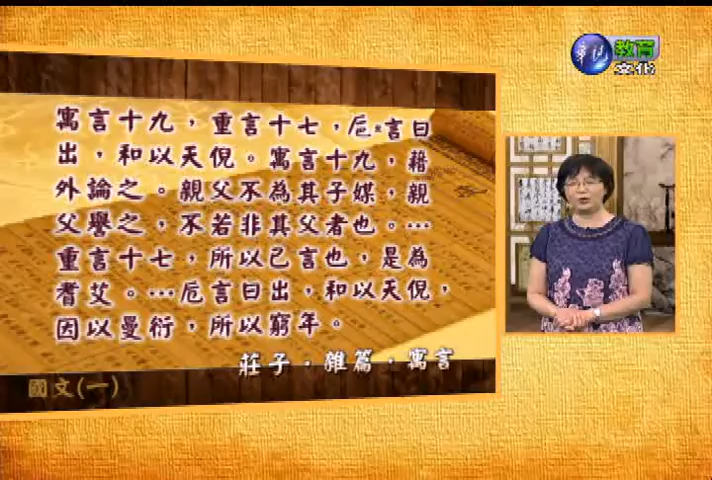 華視
教育
文化
寓言十九，重言十七，巵言日
出，和以天倪。寓言十九，藉
外論之。親父不為其子媒，親
父譽之，不若非其父者也。…
重言十七，所以已言也，是為
耆艾。…巵言日出，和以天倪，
因以曼衍，所以窮年。
莊子．雜篇．寓言
國文(一)